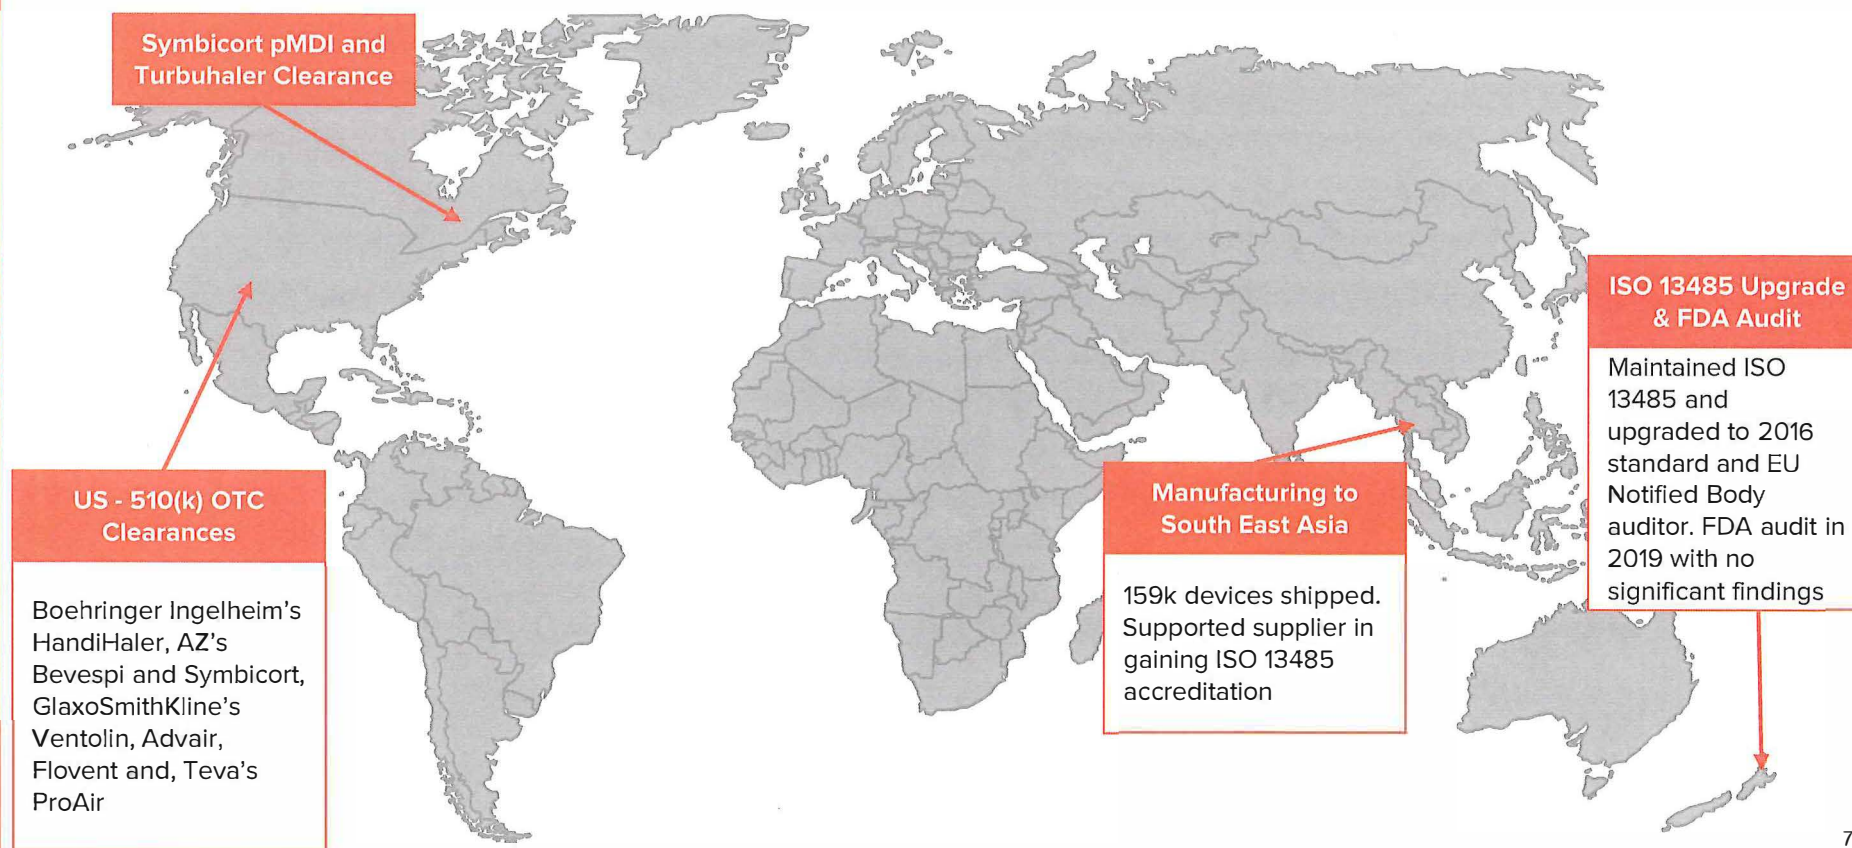 Symbicort pMDI and
Turbuhaler Clearance
US - 510(k) OTC
Clearances
Boehringer Ingelheim's
HandiHaler, AZ's
Bevespi and Symbicort,
GlaxoSmithKline's
Ventolin, Advair,
Flovent and, Teva's
ProAir
Manufacturing to
South East Asia
159k devices shipped.
Supported supplier in
gaining ISO 13485
accreditation
ISO 13485 Upgrade
& FDA Audit
Maintained ISO
13485 and
upgraded to 2016
standard and EU
Notified Body
auditor. FDA audit in
2019 with no
significant findings
7